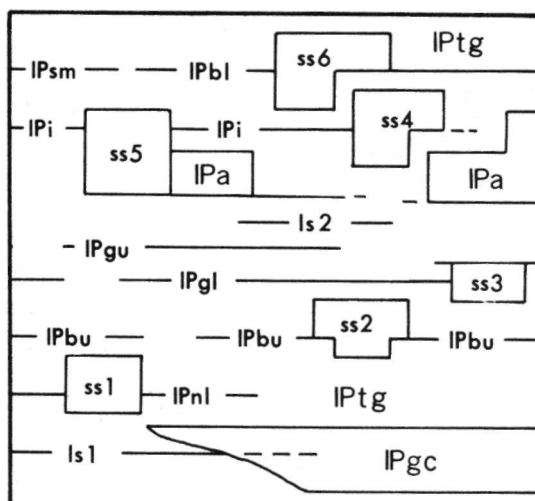 IPtg
IPsm IPbl ss6
IPi ss5 IPi ss4
IPa IPa
ls2
IPgu
IPgl ss3
IPbu IPbu ss2 IPbu
ss1 IPnl IPtg
ls1 IPgc